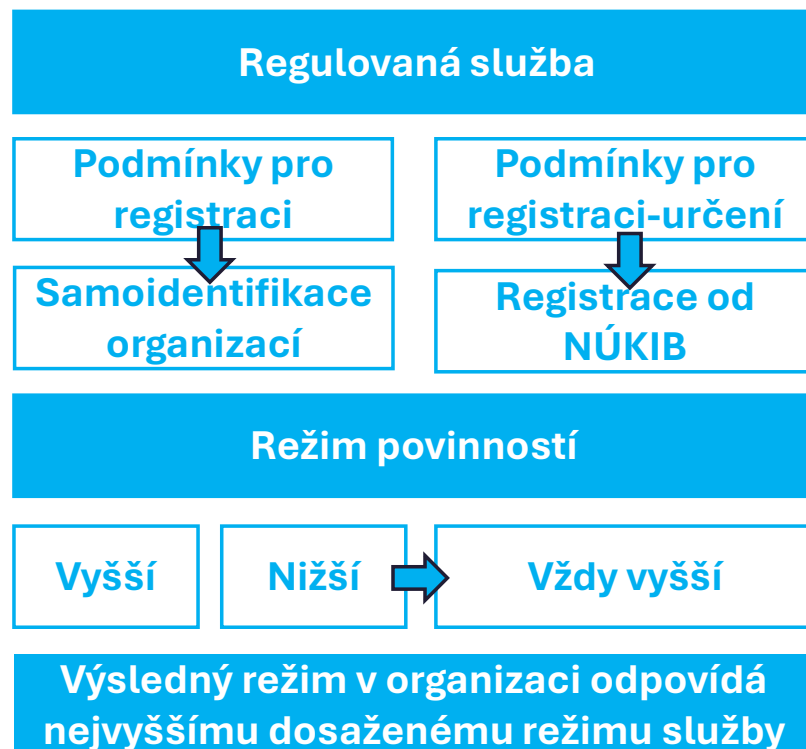 Regulovaná služba
Podmínky pro
registraci
Podmínky pro
registraci-určení
Samoidentifikace
organizací
Registrace od
NÚKIB
Režim povinností
Vyšší
Nižší
Vždy vyšší
Výsledný režim v organizaci odpovídá
nejvyššímu dosaženému režimu služby